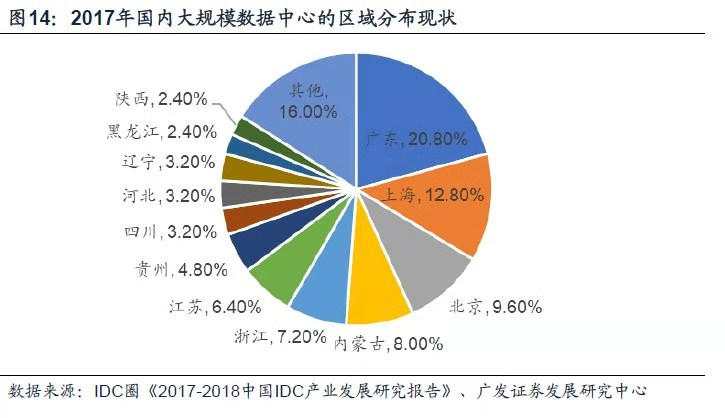 图14：2017年国内大规模数据中心的区域分布现状
其他,
16.00%
广东, 20.80%
上海, 12.80%
北京, 9.60%
内蒙古, 8.00%
浙江, 7.20%
江苏, 6.40%
贵州, 4.80%
四川, 3.20%
河北, 3.20%
辽宁, 3.20%
黑龙江, 2.40%
陕西, 2.40%
数据来源：IDC圈《2017-2018中国IDC产业发展研究报告》、广发证券发展研究中心